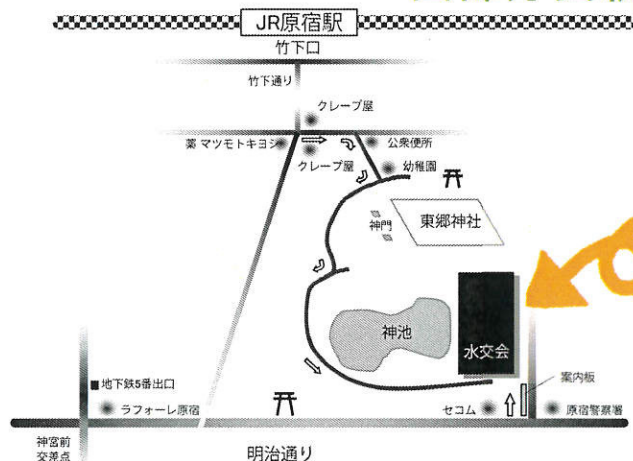 JR原宿駅
竹下口
竹下通り
クレープ屋
薬 マツモトキヨシ
クレープ屋
公衆便所
幼稚園
神門
東郷神社
神池
水交会
案内板
■地下鉄5番出口
ラフォーレ原宿
セコム
原宿警察署
神宮前
交差点
明治通り